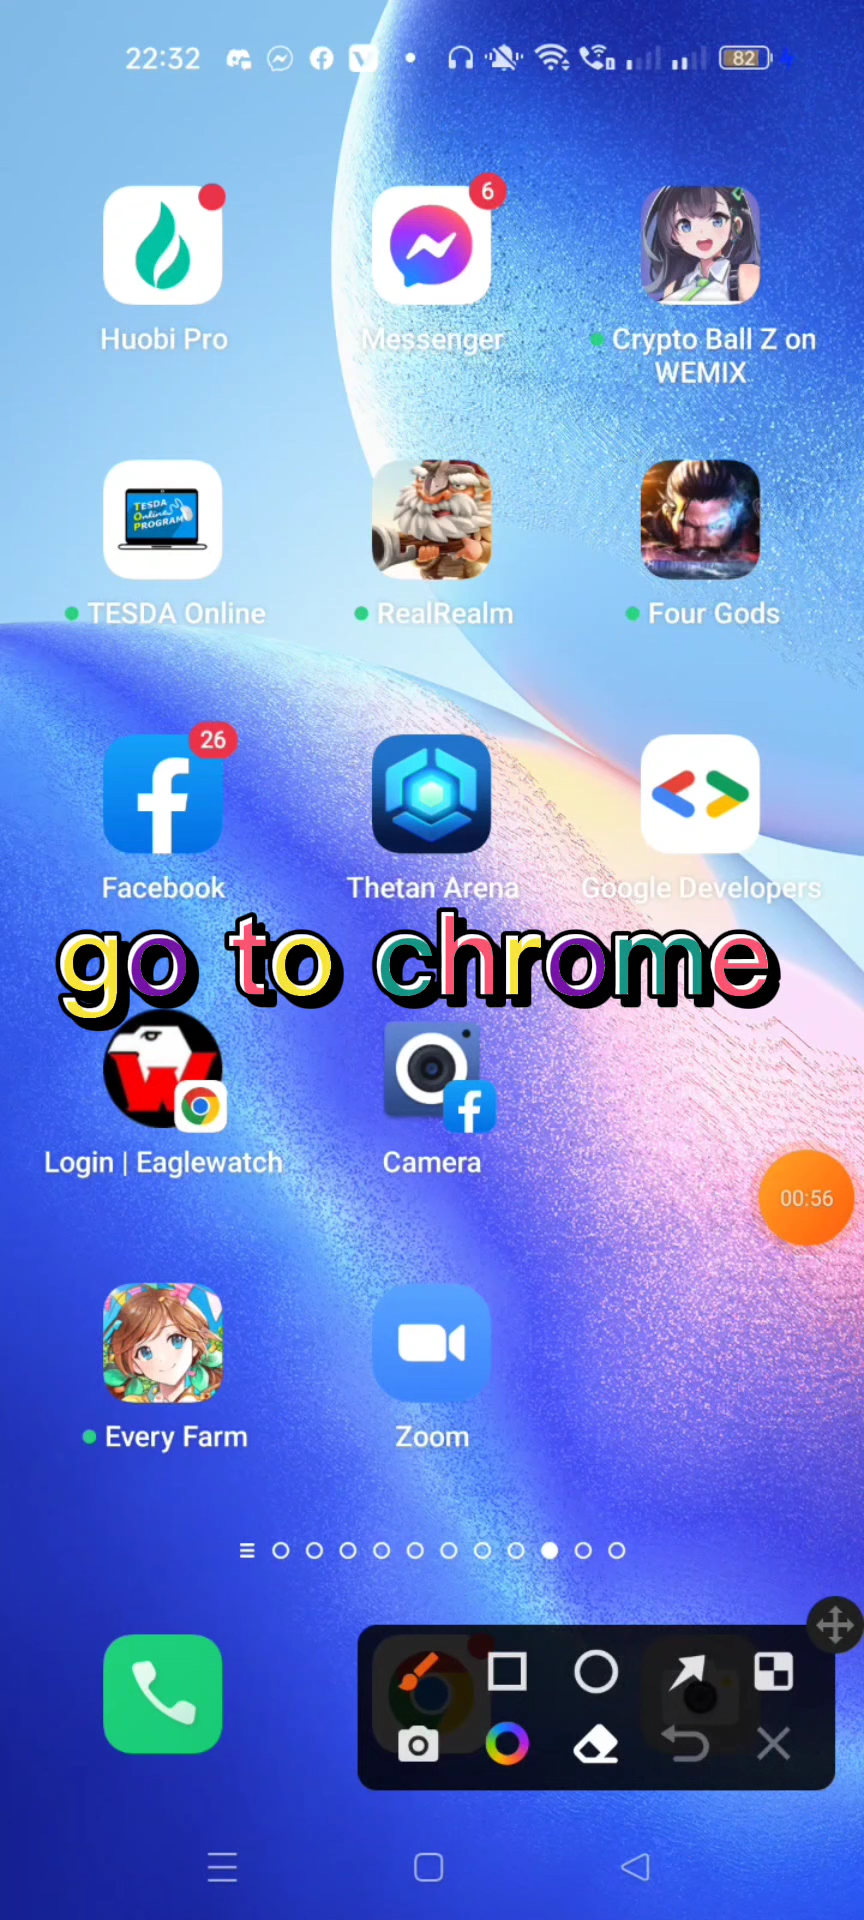 22:32
82
6
Huobi Pro
Messenger
Crypto Ball Z on
WEMIX
TESDA
Online
PROGRAM
TESDA Online
RealRealm
Four Gods
26
Facebook
Thetan Arena
Google Developers
go to chrome
W
Login | Eaglewatch
Camera
00:56
Every Farm
Zoom